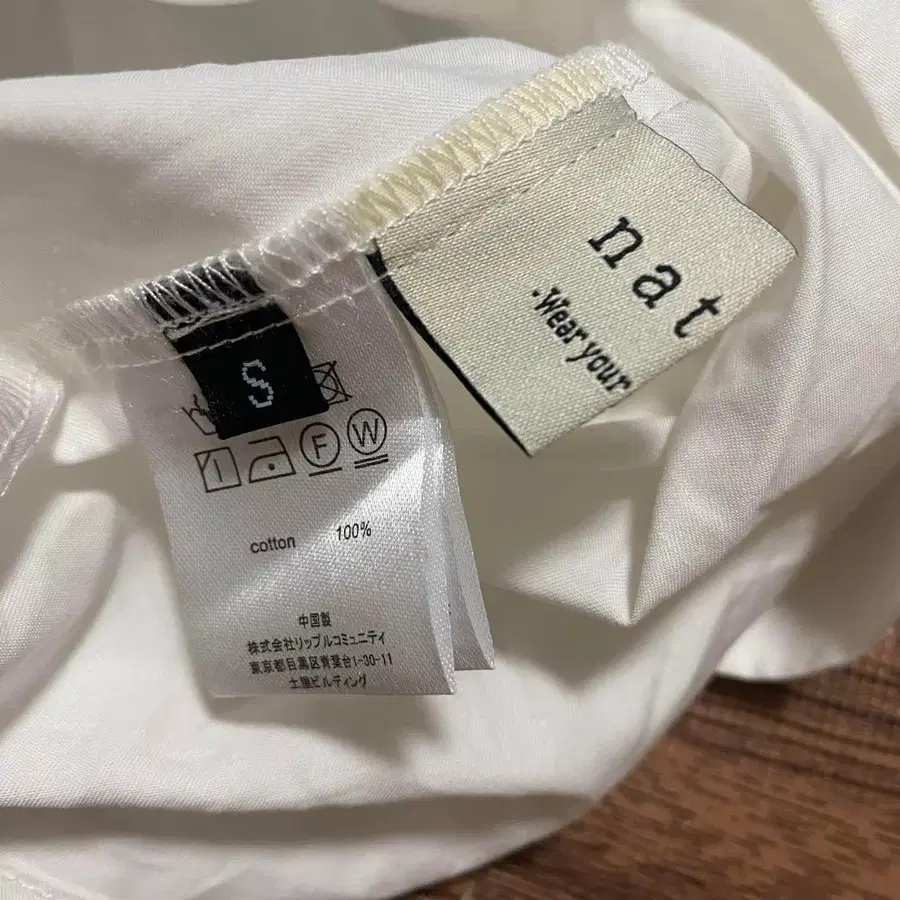 nat
.Wear your
S
F W
cotton 100%
中国製
株式会社リップルコミュニティ
東京都目黒区青葉台1-30-11
土屋ビルディング